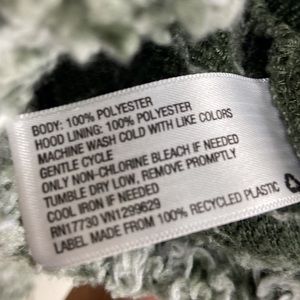 BODY: 100% POLYESTER
HOOD LINING: 100% POLYESTER
MACHINE WASH COLD WITH LIKE COLORS
GENTLE CYCLE
ONLY NON-CHLORINE BLEACH IF NEEDED
TUMBLE DRY LOW, REMOVE PROMPTLY
COOL IRON IF NEEDED
RN17730 VN1299629
LABEL MADE FROM 100% RECYCLED PLASTIC